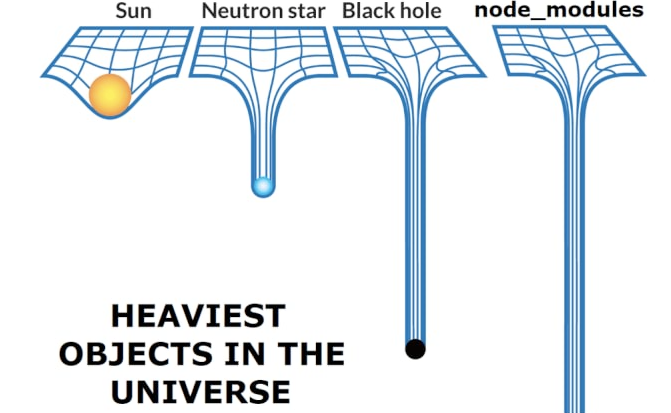 Sun Neutron star Black hole node_modules
HEAVIEST
OBJECTS IN THE
UNIVERSE